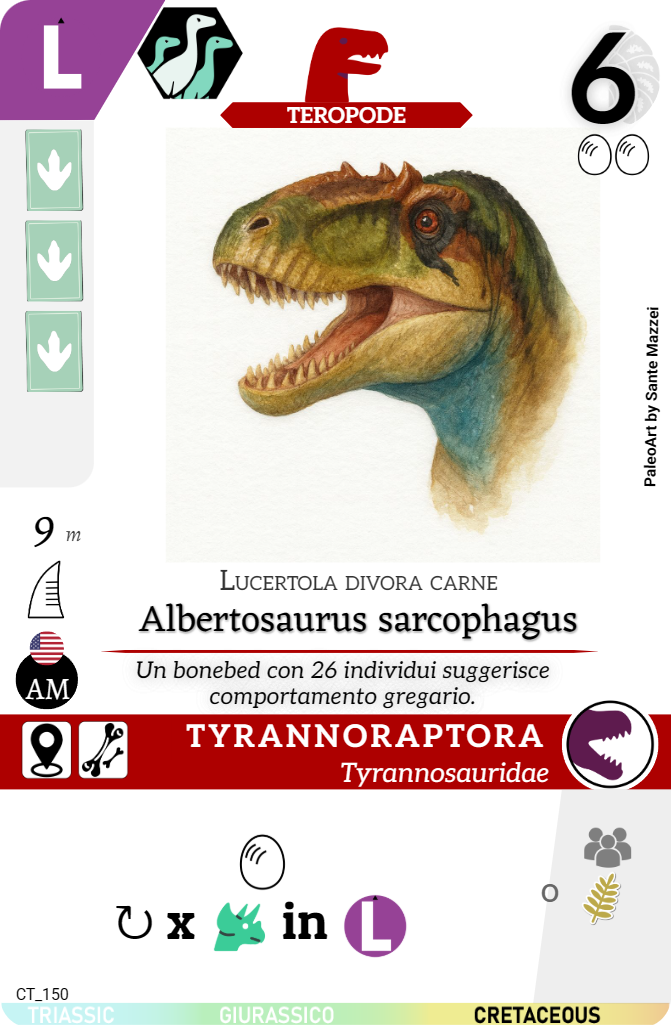 L
6
TEROPODE
PaleoArt by Sante Mazzei
9 m
AM
Lucertola divora carne
Albertosaurus sarcophagus
Un bonebed con 26 individui suggerisce
comportamento gregario.
TYRANNORAPTORA
Tyrannosauridae
x in L
O
CT_150
TRIASSIC GIURASSICO CRETACEOUS